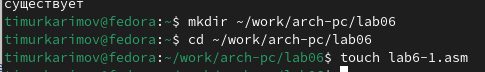 существует
timurkarimov@fedora:~$ mkdir ~/work/arch-pc/lab06
timurkarimov@fedora:~$ cd ~/work/arch-pc/lab06
timurkarimov@fedora:~/work/arch-pc/lab06$ touch lab6-1.asm